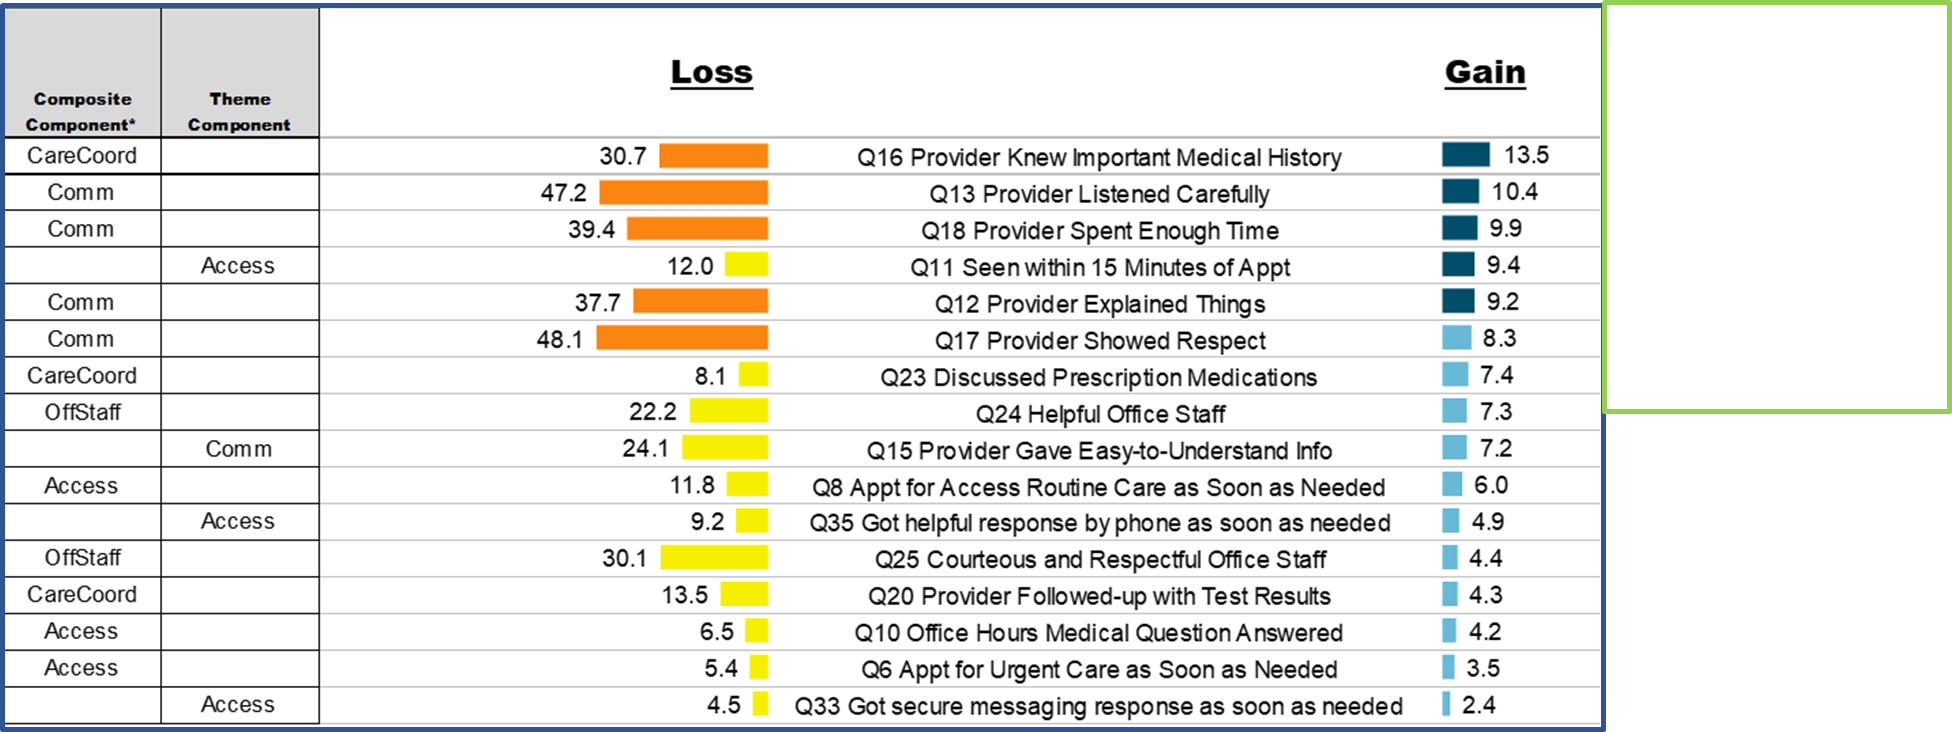 Loss Gain
Composite Theme
Component* Component
CareCoord 30.7 Q16 Provider Knew Important Medical History 13.5
Comm 47.2 Q13 Provider Listened Carefully 10.4
Comm 39.4 Q18 Provider Spent Enough Time 9.9
Access 12.0 Q11 Seen within 15 Minutes of Appt 9.4
Comm 37.7 Q12 Provider Explained Things 9.2
Comm 48.1 Q17 Provider Showed Respect 8.3
CareCoord 8.1 Q23 Discussed Prescription Medications 7.4
OffStaff 22.2 Q24 Helpful Office Staff 7.3
Comm 24.1 Q15 Provider Gave Easy-to-Understand Info 7.2
Access 11.8 Q8 Appt for Access Routine Care as Soon as Needed 6.0
Access 9.2 Q35 Got helpful response by phone as soon as needed 4.9
OffStaff 30.1 Q25 Courteous and Respectful Office Staff 4.4
CareCoord 13.5 Q20 Provider Followed-up with Test Results 4.3
Access 6.5 Q10 Office Hours Medical Question Answered 4.2
Access 5.4 Q6 Appt for Urgent Care as Soon as Needed 3.5
Access 4.5 Q33 Got secure messaging response as soon as needed 2.4